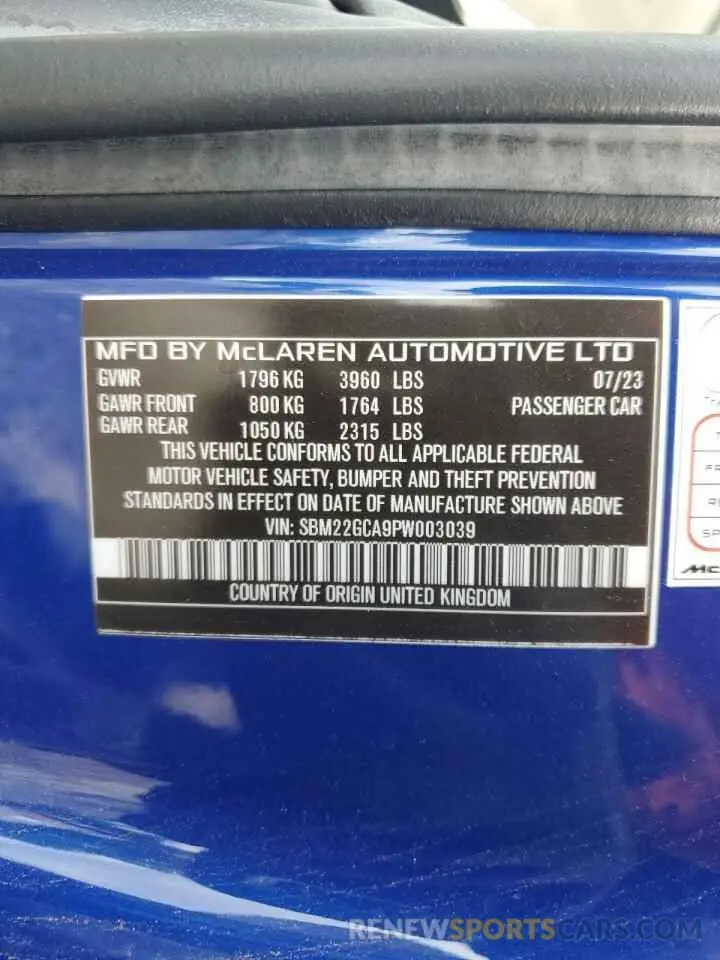 MFD BY McLAREN AUTOMOTIVE LTD
GVWR 1796 KG 3960 LBS 07/23
GAWR FRONT 800 KG 1764 LBS PASSENGER CAR
GAWR REAR 1050 KG 2315 LBS
THIS VEHICLE CONFORMS TO ALL APPLICABLE FEDERAL
MOTOR VEHICLE SAFETY, BUMPER AND THEFT PREVENTION
STANDARDS IN EFFECT ON DATE OF MANUFACTURE SHOWN ABOVE
VIN: SBM22GCA9PW003039
COUNTRY OF ORIGIN UNITED KINGDOM
RENEWSPORTSCARS.COM